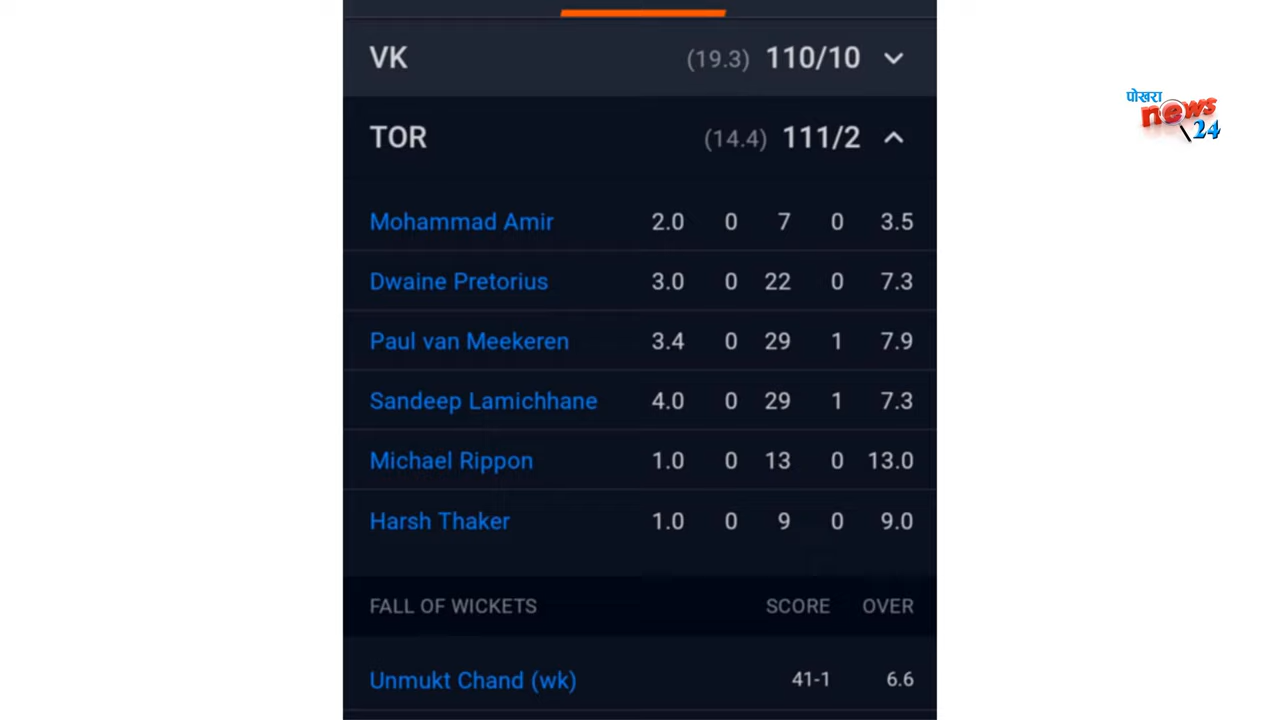 VK (19.3) 110/10
पोखरा
news
24
TOR (14.4) 111/2
Mohammad Amir 2.0 0 7 0 3.5
Dwaine Pretorius 3.0 0 22 0 7.3
Paul van Meekeren 3.4 0 29 1 7.9
Sandeep Lamichhane 4.0 0 29 1 7.3
Michael Rippon 1.0 0 13 0 13.0
Harsh Thaker 1.0 0 9 0 9.0
FALL OF WICKETS SCORE OVER
Unmukt Chand (wk) 41-1 6.6